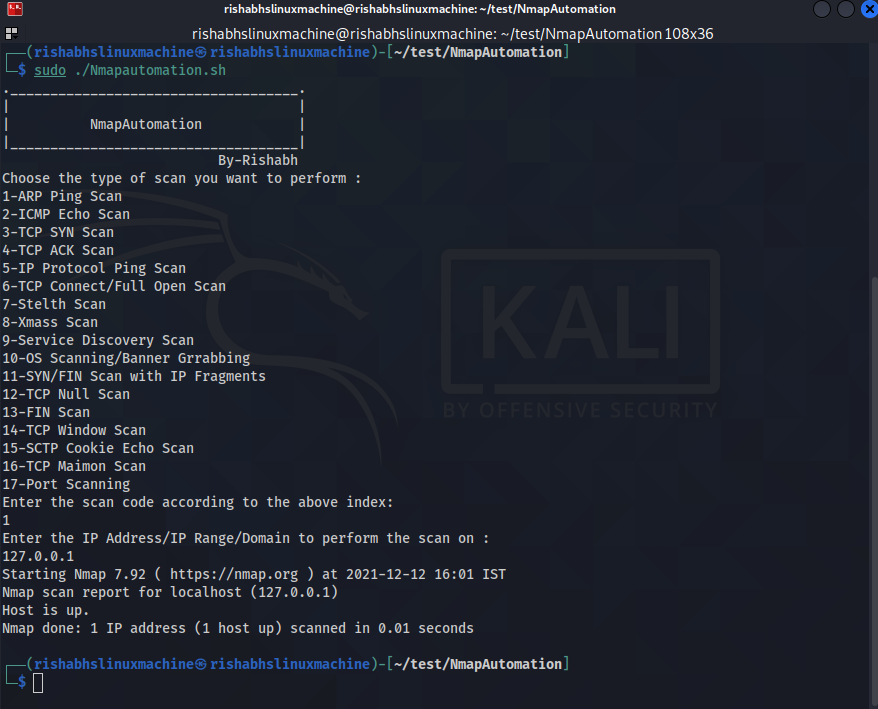 rishabhslinuxmachine@rishabhslinuxmachine: ~/test/NmapAutomation
rishabhslinuxmachine@rishabhslinuxmachine: ~/test/NmapAutomation 108x36
┌──(rishabhslinuxmachine㉿rishabhslinuxmachine)-[~/test/NmapAutomation]
└─$ sudo ./Nmapautomation.sh
.____________________________________.
|                                    |
|          NmapAutomation            |
|____________________________________|
                           By-Rishabh
Choose the type of scan you want to perform :
1-ARP Ping Scan
2-ICMP Echo Scan
3-TCP SYN Scan
4-TCP ACK Scan
5-IP Protocol Ping Scan
6-TCP Connect/Full Open Scan
7-Stelth Scan
8-Xmass Scan
9-Service Discovery Scan
10-OS Scanning/Banner Grrabbing
11-SYN/FIN Scan with IP Fragments
12-TCP Null Scan
13-FIN Scan
14-TCP Window Scan
15-SCTP Cookie Echo Scan
16-TCP Maimon Scan
17-Port Scanning
Enter the scan code according to the above index:
1
Enter the IP Address/IP Range/Domain to perform the scan on :
127.0.0.1
Starting Nmap 7.92 ( https://nmap.org ) at 2021-12-12 16:01 IST
Nmap scan report for localhost (127.0.0.1)
Host is up.
Nmap done: 1 IP address (1 host up) scanned in 0.01 seconds
┌──(rishabhslinuxmachine㉿rishabhslinuxmachine)-[~/test/NmapAutomation]
└─$
KALI
BY OFFENSIVE SECURITY